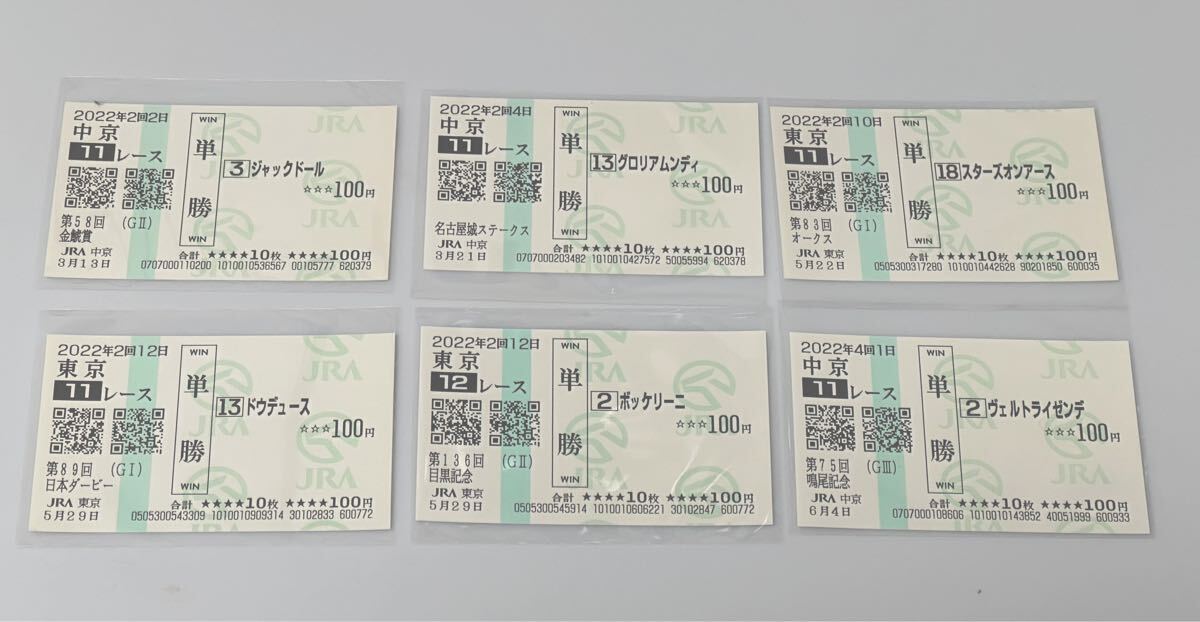 2022年2回2日
中京
11レース
WIN
単
勝
WIN
3 ジャックドール
☆☆☆100円
第58回 (GⅡ)
金鯱賞
JRA 中京
3月13日
合計 ★★★★10枚 ★★★★100円
0707000110200 1010010536567 00105777 620379
JRA
JRA
2022年2回4日
中京
11レース
WIN
単
勝
WIN
13 グロリアムンディ
☆☆☆100円
名古屋城ステークス
JRA 中京
3月21日
合計 ★★★★10枚 ★★★★100円
0707000203482 1010010427572 50055994 620378
JRA
JRA
2022年2回10日
東京
11レース
WIN
単
勝
WIN
18 スターズオンアース
☆☆☆100円
第83回 (GⅠ)
オークス
JRA 東京
5月22日
合計 ★★★★10枚 ★★★★100円
0505300317280 1010010442628 90201850 600035
JRA
JRA
2022年2回12日
東京
11レース
WIN
単
勝
WIN
13 ドウデュース
☆☆☆100円
第89回 (GⅠ)
日本ダービー
JRA 東京
5月29日
合計 ★★★★10枚 ★★★★100円
0505300543309 1010010909314 30102833 600772
JRA
JRA
2022年2回12日
東京
12レース
WIN
単
勝
WIN
2 ボッケリーニ
☆☆☆100円
第136回 (GⅡ)
目黒記念
JRA 東京
5月29日
合計 ★★★★10枚 ★★★★100円
0505300545914 1010010606221 30102847 600772
JRA
JRA
2022年4回1日
中京
11レース
WIN
単
勝
WIN
2 ヴェルトライゼンデ
☆☆☆100円
第75回 (GⅢ)
鳴尾記念
JRA 中京
6月4日
合計 ★★★★10枚 ★★★★100円
0707000108606 1010010143852 40051999 600933
JRA
JRA